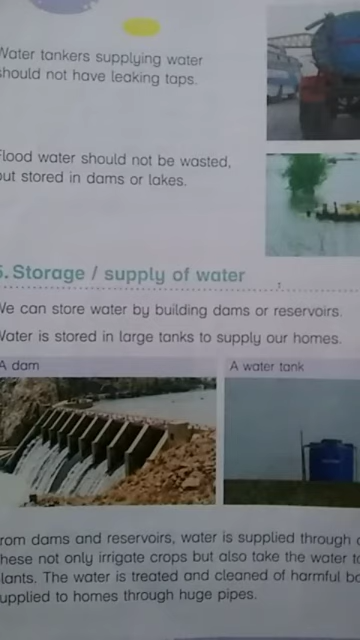 Water tankers supplying water
should not have leaking taps.
Flood water should not be wasted,
but stored in dams or lakes.
5. Storage / supply of water
We can store water by building dams or reservoirs.
Water is stored in large tanks to supply our homes.
A dam
A water tank
From dams and reservoirs, water is supplied through
These not only irrigate crops but also take the water to
plants. The water is treated and cleaned of harmful
supplied to homes through huge pipes.